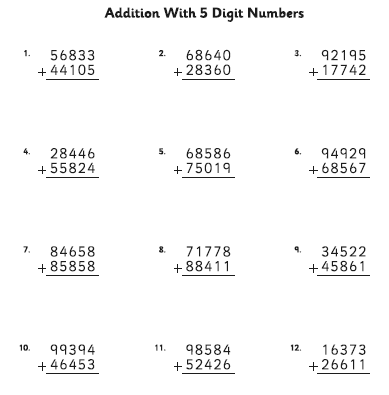 Addition With 5 Digit Numbers
1. 56833 2. 68640 3. 92195
+44105 +28360 +17742
4. 28446 5. 68586 6. 94929
+55824 +75019 +68567
7. 84658 8. 71778 9. 34522
+85858 +88411 +45861
10. 99394 11. 98584 12. 16373
+46453 +52426 +26611